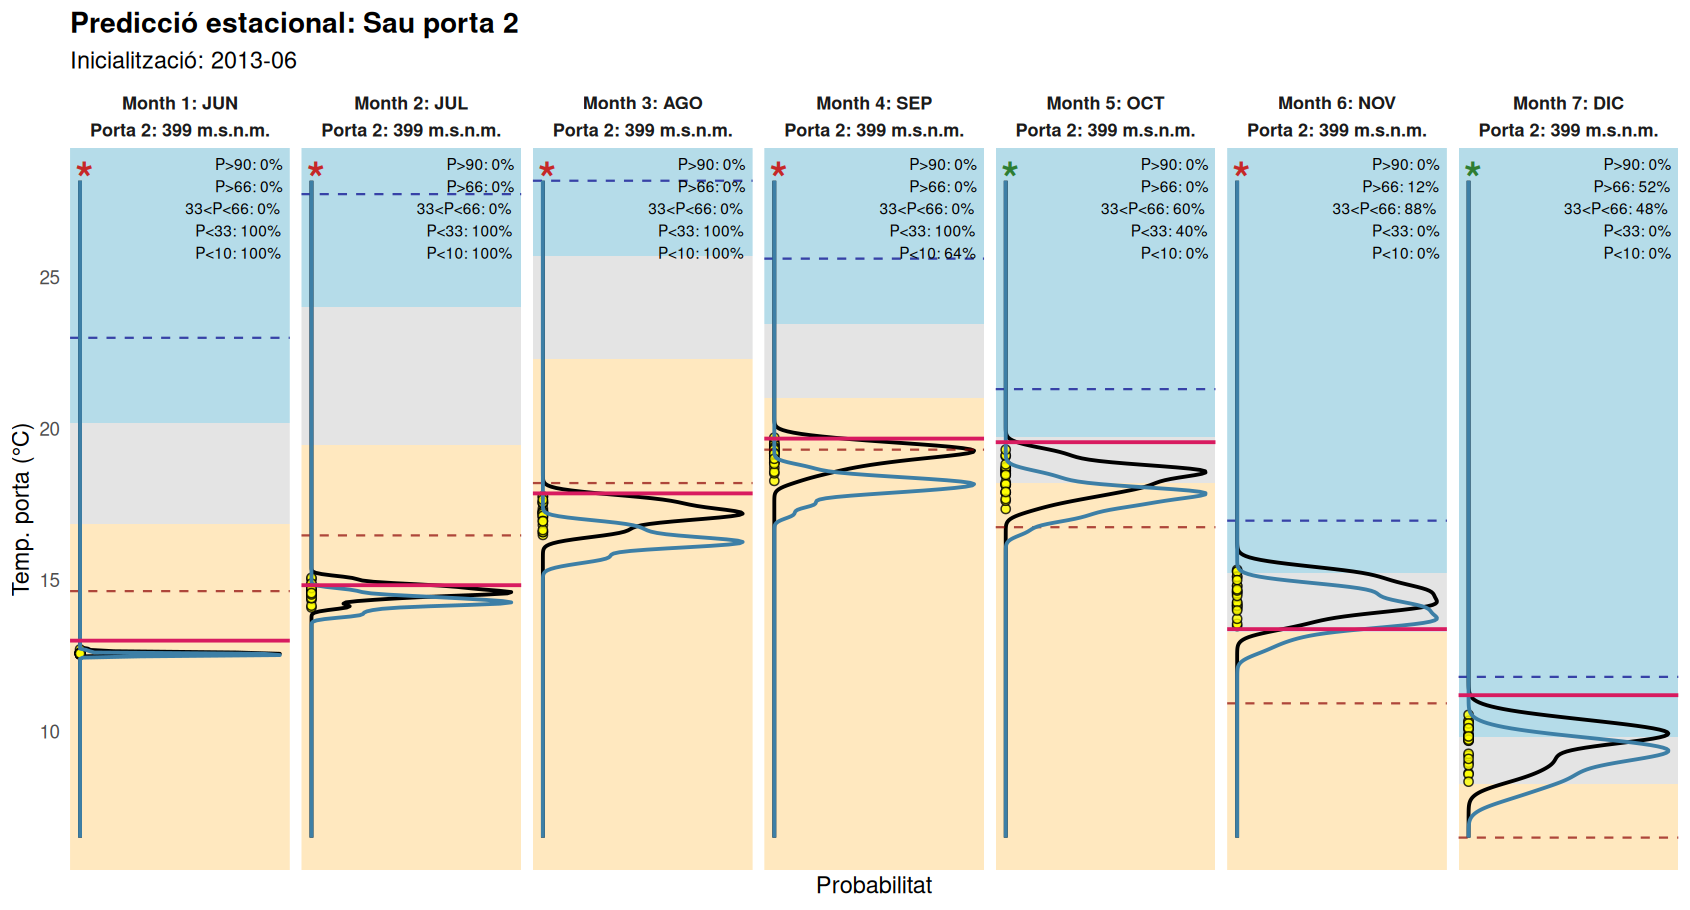 Predicció estacional: Sau porta 2
Inicialització: 2013-06
Month 1: JUN
Porta 2: 399 m.s.n.m.
Month 2: JUL
Porta 2: 399 m.s.n.m.
Month 3: AGO
Porta 2: 399 m.s.n.m.
Month 4: SEP
Porta 2: 399 m.s.n.m.
Month 5: OCT
Porta 2: 399 m.s.n.m.
Month 6: NOV
Porta 2: 399 m.s.n.m.
Month 7: DIC
Porta 2: 399 m.s.n.m.
*
P>90: 0%
P>66: 0%
33<P<66: 0%
P<33: 100%
P<10: 100%
*
P>90: 0%
P>66: 0%
33<P<66: 0%
P<33: 100%
P<10: 100%
*
P>90: 0%
P>66: 0%
33<P<66: 0%
P<33: 100%
P<10: 100%
*
P>90: 0%
P>66: 0%
33<P<66: 0%
P<33: 100%
P<10: 64%
*
P>90: 0%
P>66: 0%
33<P<66: 60%
P<33: 40%
P<10: 0%
*
P>90: 0%
P>66: 12%
33<P<66: 88%
P<33: 0%
P<10: 0%
*
P>90: 0%
P>66: 52%
33<P<66: 48%
P<33: 0%
P<10: 0%
Temp. porta (°C)
25
20
15
10
Probabilitat